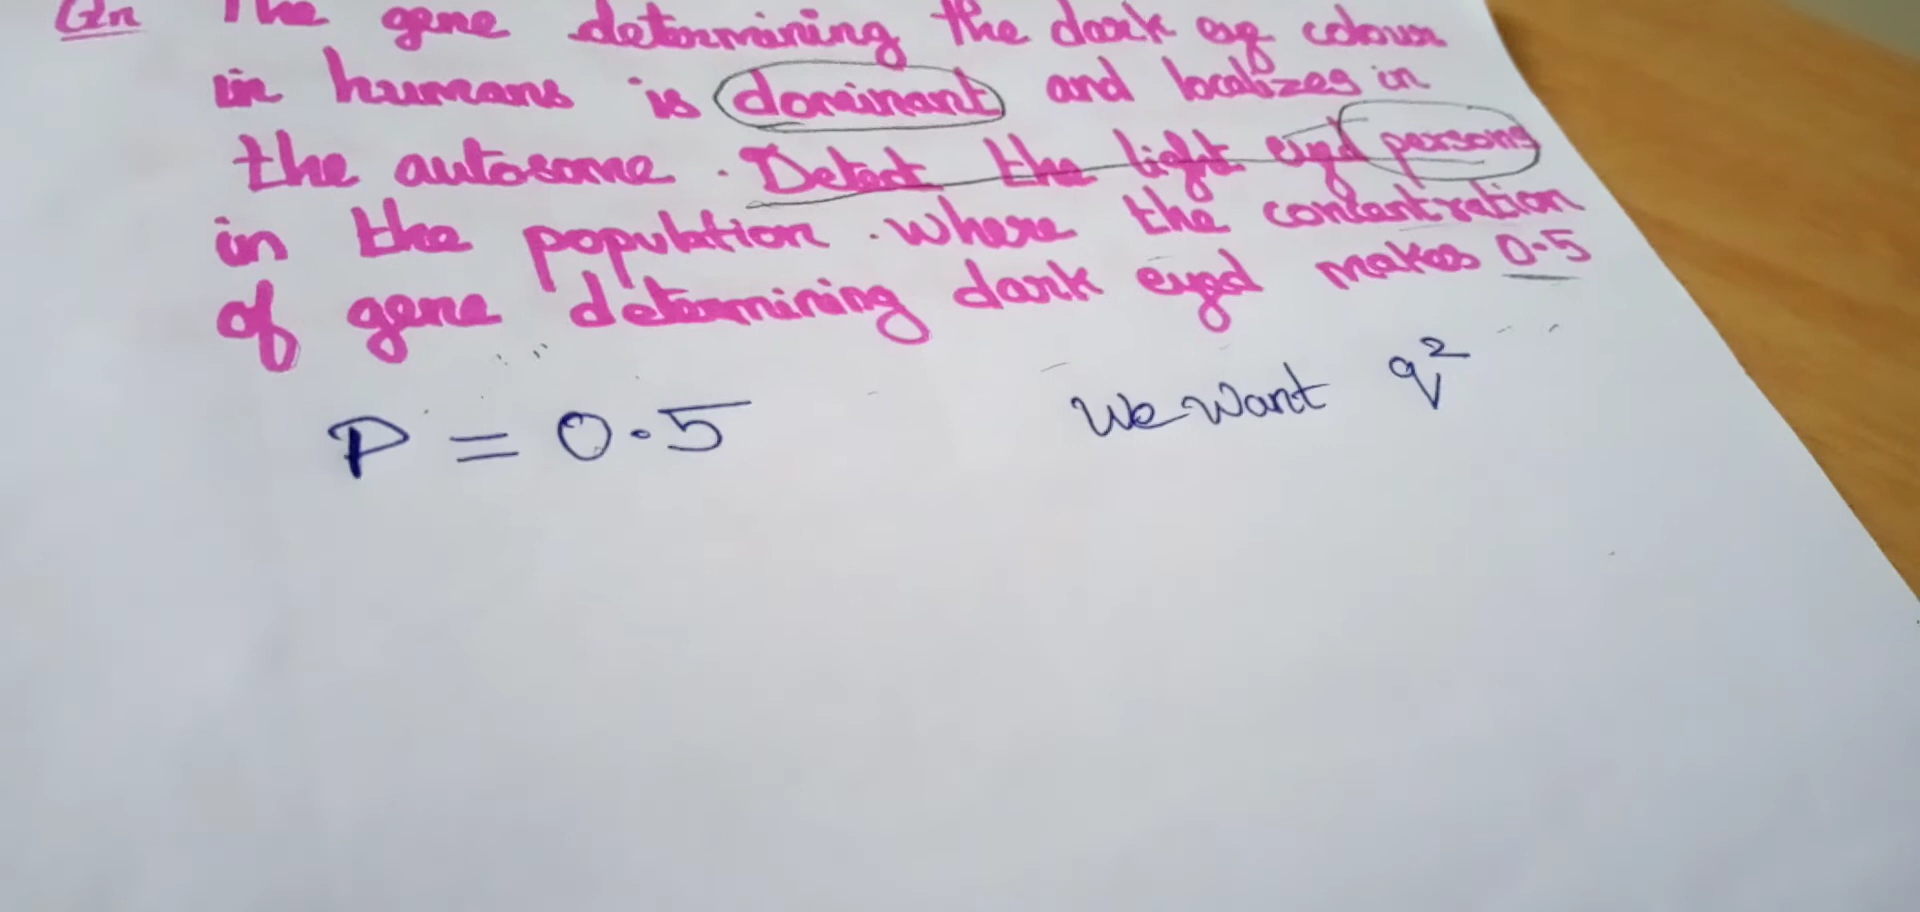 Qn The gene determining the dark eye colour
in humans is dominant and localizes in
the autosome. Detect the light eyed persons
in the population. where the concentration
of gene determining dark eyed makes 0.5
P = 0.5 We want q²